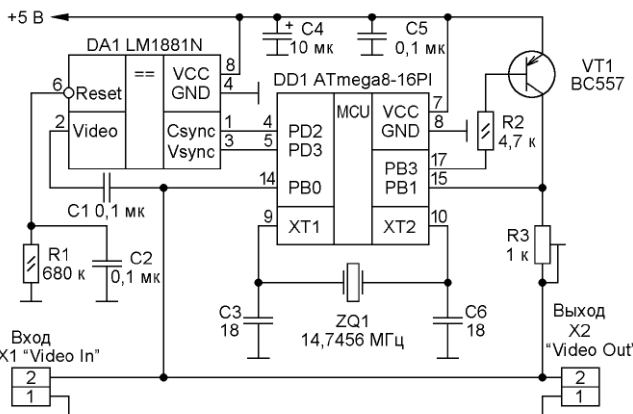 +5 В
DA1 LM1881N
C4
10 мк
+
C5
0,1 мк
VT1
BC557
6
Reset
==
VCC
8
GND
4
2
Video
Csync
1
Vsync
3
DD1 ATmega8-16PI
4
PD2
5
PD3
MCU
VCC
7
GND
8
R2
4,7 к
PB3
17
14
PB0
PB1
15
C1 0,1 мк
9
XT1
XT2
10
R1
680 к
C2
0,1 мк
R3
1 к
C3
18
ZQ1
14,7456 МГц
C6
18
Вход
X1 “Video In”
2
1
Выход
X2
“Video Out”
2
1